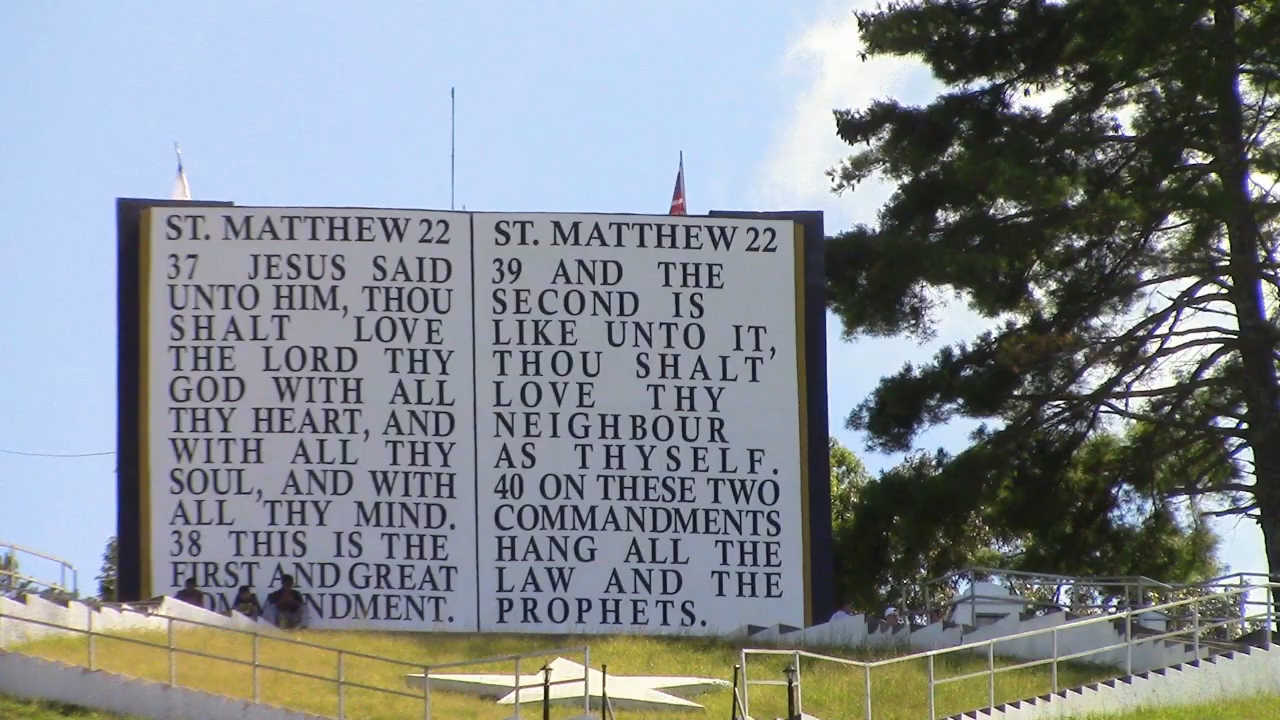 ST. MATTHEW 22
37 JESUS SAID
UNTO HIM, THOU
SHALT LOVE
THE LORD THY
GOD WITH ALL
THY HEART, AND
WITH ALL THY
SOUL, AND WITH
ALL THY MIND.
38 THIS IS THE
FIRST AND GREAT
COMMANDMENT.
ST. MATTHEW 22
39 AND THE
SECOND IS
LIKE UNTO IT,
THOU SHALT
LOVE THY
NEIGHBOUR
AS THYSELF.
40 ON THESE TWO
COMMANDMENTS
HANG ALL THE
LAW AND THE
PROPHETS.